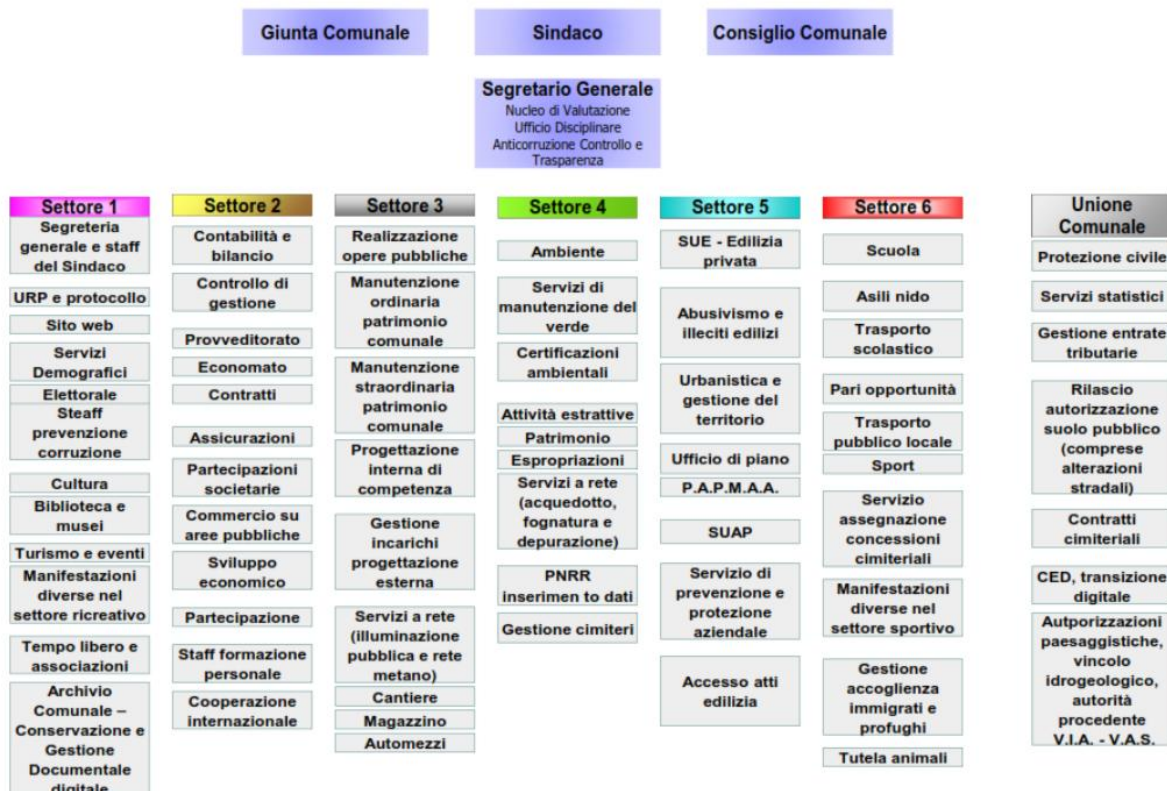 Giunta Comunale
Sindaco
Consiglio Comunale
Segretario Generale
Nucleo di Valutazione
Ufficio Disciplinare
Anticorruzione Controllo e
Trasparenza
Settore 1
Segreteria
generale e staff
del Sindaco
URP e protocollo
Sito web
Servizi
Demografici
Elettorale
Steaff
prevenzione
corruzione
Cultura
Biblioteca e
musei
Turismo e eventi
Manifestazioni
diverse nel
settore ricreativo
Tempo libero e
associazioni
Archivio
Comunale –
Conservazione e
Gestione
Documentale
digitale
Settore 2
Contabilità e
bilancio
Controllo di
gestione
Provveditorato
Economato
Contratti
Assicurazioni
Partecipazioni
societarie
Commercio su
aree pubbliche
Sviluppo
economico
Partecipazione
Staff formazione
personale
Cooperazione
internazionale
Settore 3
Realizzazione
opere pubbliche
Manutenzione
ordinaria
patrimonio
comunale
Manutenzione
straordinaria
patrimonio
comunale
Progettazione
interna di
competenza
Gestione
incarichi
progettazione
esterna
Servizi a rete
(illuminazione
pubblica e rete
metano)
Cantiere
Magazzino
Automezzi
Settore 4
Ambiente
Servizi di
manutenzione del
verde
Certificazioni
ambientali
Attività estrattive
Patrimonio
Espropriazioni
Servizi a rete
(acquedotto,
fognatura e
depurazione)
PNRR
inserimen to dati
Gestione cimiteri
Settore 5
SUE - Edilizia
privata
Abusivismo e
illeciti edilizi
Urbanistica e
gestione del
territorio
Ufficio di piano
P.A.P.M.A.A.
SUAP
Servizio di
prevenzione e
protezione
aziendale
Accesso atti
edilizia
Settore 6
Scuola
Asili nido
Trasporto
scolastico
Pari opportunità
Trasporto
pubblico locale
Sport
Servizio
assegnazione
concessioni
cimiteriali
Manifestazioni
diverse nel
settore sportivo
Gestione
accoglienza
immigrati e
profughi
Tutela animali
Unione
Comunale
Protezione civile
Servizi statistici
Gestione entrate
tributarie
Rilascio
autorizzazione
suolo pubblico
(comprese
alterazioni
stradali)
Contratti
cimiteriali
CED, transizione
digitale
Autporizzazioni
paesaggistiche,
vincolo
idrogeologico,
autorità
procedente
V.I.A. - V.A.S.